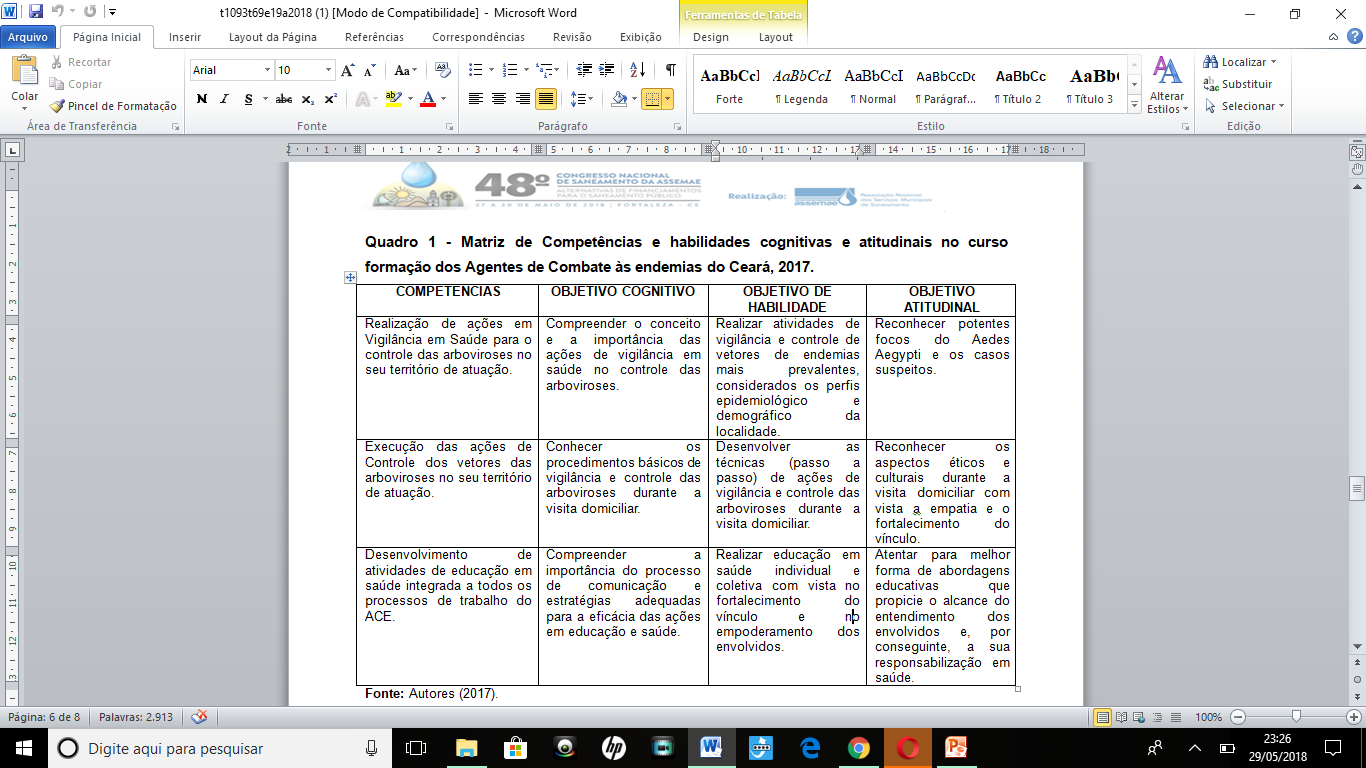 t1093t69e19a2018 (1) [Modo de Compatibilidade] - Microsoft Word
Ferramentas de Tabela
Arquivo Página Inicial Inserir Layout da Página Referências Correspondências Revisão Exibição Design Layout
Colar
Recortar
Copiar
Pincel de Formatação
Área de Transferência
Arial 10
N I S abc x₂ x²
Fonte
Parágrafo
AaBbCcI AaBbCcL AaBbCcI AaBbCcDc AaBbCc AaBb(
Forte ¶ Legenda ¶ Normal ¶ Parágraf... ¶ Título 2 ¶ Título 3
Estilo
Alterar
Estilos
Localizar
Substituir
Selecionar
Edição
48º
CONGRESSO NACIONAL
DE SANEAMENTO DA ASSEMAE
ALTERNATIVAS DE FINANCIAMENTOS
PARA O SANEAMENTO PÚBLICO
27 A 30 DE MAIO DE 2018 | FORTALEZA - CE
Realização:
assemae
Associação Nacional
dos Serviços Municipais
de Saneamento
Quadro 1 - Matriz de Competências e habilidades cognitivas e atitudinais no curso
formação dos Agentes de Combate às endemias do Ceará, 2017.
COMPETENCIAS
OBJETIVO COGNITIVO
OBJETIVO DE
HABILIDADE
OBJETIVO
ATITUDINAL
Realização de ações em
Vigilância em Saúde para o
controle das arboviroses no
seu território de atuação.
Compreender o conceito
e a importância das
ações de vigilância em
saúde no controle das
arboviroses.
Realizar atividades de
vigilância e controle de
vetores de endemias
mais prevalentes,
considerados os perfis
epidemiológico e
demográfico da
localidade.
Reconhecer potentes
focos do Aedes
Aegypti e os casos
suspeitos.
Execução das ações de
Controle dos vetores das
arboviroses no seu território
de atuação.
Conhecer os
procedimentos básicos de
vigilância e controle das
arboviroses durante a
visita domiciliar.
Desenvolver as
técnicas (passo a
passo) de ações de
vigilância e controle das
arboviroses durante a
visita domiciliar.
Reconhecer os
aspectos éticos e
culturais durante a
visita domiciliar com
vista a empatia e o
fortalecimento do
vínculo.
Desenvolvimento de
atividades de educação em
saúde integrada a todos os
processos de trabalho do
ACE.
Compreender a
importância do processo
de comunicação e
estratégias adequadas
para a eficácia das ações
em educação e saúde.
Realizar educação em
saúde individual e
coletiva com vista no
fortalecimento do
vínculo e no
empoderamento dos
envolvidos.
Atentar para melhor
forma de abordagens
educativas que
propicie o alcance do
entendimento dos
envolvidos e, por
conseguinte, a sua
responsabilização em
saúde.
Fonte: Autores (2017).
Página: 6 de 8 Palavras: 2.913 100%
Digite aqui para pesquisar
23:26
29/05/2018